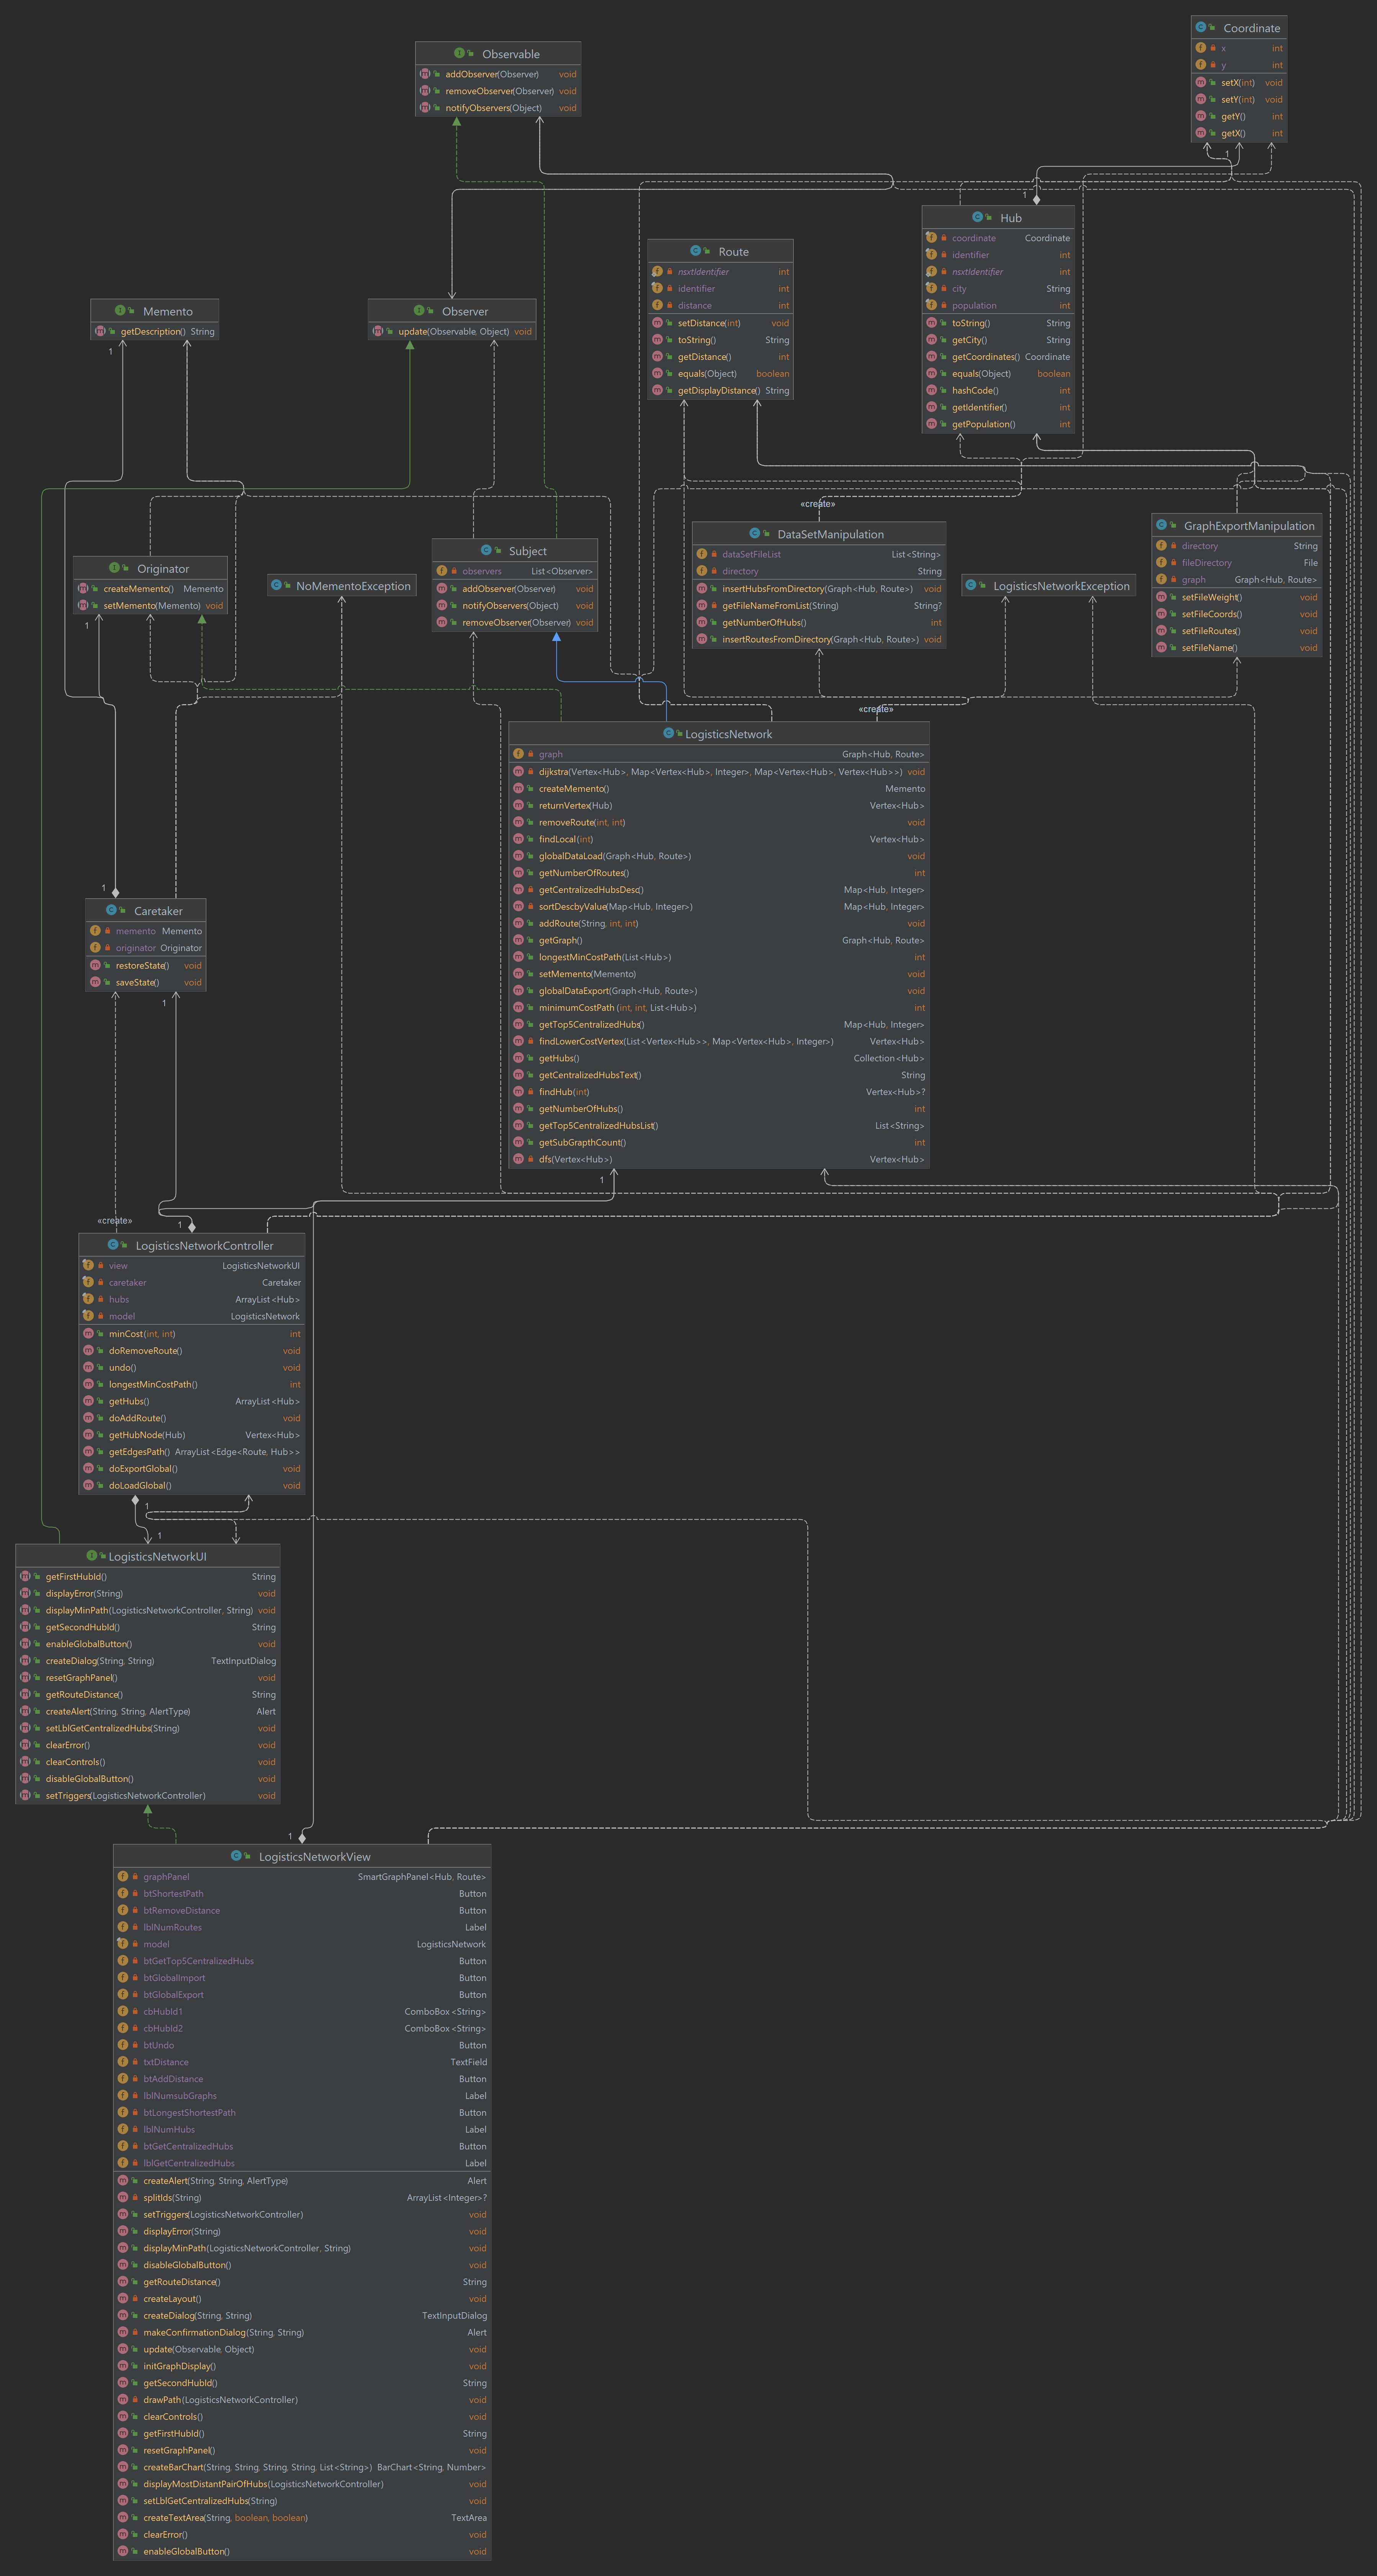 Coordinate
x int
y int
setX(int) void
setY(int) void
getY() int
getX() int
Observable
addObserver(Observer) void
removeObserver(Observer) void
notifyObservers(Object) void
1
1
Hub
coordinate Coordinate
identifier int
nsxtIdentifier int
city String
population int
toString() String
getCity() String
getCoordinates() Coordinate
equals(Object) boolean
hashCode() int
getIdentifier() int
getPopulation() int
Route
nsxtIdentifier int
identifier int
distance int
setDistance(int) void
toString() String
getDistance() int
equals(Object) boolean
getDisplayDistance() String
Memento
getDescription() String
1
Observer
update(Observable, Object) void
«create»
Originator
createMemento() Memento
setMemento(Memento) void
1
NoMementoException
Subject
observers List<Observer>
addObserver(Observer) void
notifyObservers(Object) void
removeObserver(Observer) void
DataSetManipulation
dataSetFileList List<String>
directory String
insertHubsFromDirectory(Graph<Hub, Route>) void
getFileNameFromList(String) String?
getNumberOfHubs() int
insertRoutesFromDirectory(Graph<Hub, Route>) void
LogisticsNetworkException
GraphExportManipulation
directory String
fileDirectory File
graph Graph<Hub, Route>
setFileWeight() void
setFileCoords() void
setFileRoutes() void
setFileName() void
«create»
LogisticsNetwork
graph Graph<Hub, Route>
dijkstra(Vertex<Hub>, Map<Vertex<Hub>, Integer>, Map<Vertex<Hub>, Vertex<Hub>>) void
createMemento() Memento
returnVertex(Hub) Vertex<Hub>
removeRoute(int, int) void
findLocal(int) Vertex<Hub>
globalDataLoad(Graph<Hub, Route>) void
getNumberOfRoutes() int
getCentralizedHubsDesc() Map<Hub, Integer>
sortDescbyValue(Map<Hub, Integer>) Map<Hub, Integer>
addRoute(String, int, int) void
getGraph() Graph<Hub, Route>
longestMinCostPath(List<Hub>) int
setMemento(Memento) void
globalDataExport(Graph<Hub, Route>) void
minimumCostPath (int, int, List<Hub>) int
getTop5CentralizedHubs() Map<Hub, Integer>
findLowerCostVertex(List<Vertex<Hub>>, Map<Vertex<Hub>, Integer>) Vertex<Hub>
getHubs() Collection<Hub>
getCentralizedHubsText() String
findHub(int) Vertex<Hub>?
getNumberOfHubs() int
getTop5CentralizedHubsList() List<String>
getSubGrapthCount() int
dfs(Vertex<Hub>) Vertex<Hub>
1
1
Caretaker
memento Memento
originator Originator
restoreState() void
saveState() void
1
«create»
1
LogisticsNetworkController
view LogisticsNetworkUI
caretaker Caretaker
hubs ArrayList<Hub>
model LogisticsNetwork
minCost(int, int) int
doRemoveRoute() void
undo() void
longestMinCostPath() int
getHubs() ArrayList<Hub>
doAddRoute() void
getHubNode(Hub) Vertex<Hub>
getEdgesPath() ArrayList<Edge<Route, Hub>>
doExportGlobal() void
doLoadGlobal() void
1
1
LogisticsNetworkUI
getFirstHubId() String
displayError(String) void
displayMinPath(LogisticsNetworkController, String) void
getSecondHubId() String
enableGlobalButton() void
createDialog(String, String) TextInputDialog
resetGraphPanel() void
getRouteDistance() String
createAlert(String, String, AlertType) Alert
setLblGetCentralizedHubs(String) void
clearError() void
clearControls() void
disableGlobalButton() void
setTriggers(LogisticsNetworkController) void
1
LogisticsNetworkView
graphPanel SmartGraphPanel<Hub, Route>
btShortestPath Button
btRemoveDistance Button
lblNumRoutes Label
model LogisticsNetwork
btGetTop5CentralizedHubs Button
btGlobalImport Button
btGlobalExport Button
cbHubId1 ComboBox<String>
cbHubId2 ComboBox<String>
btUndo Button
txtDistance TextField
btAddDistance Button
lblNumsubGraphs Label
btLongestShortestPath Button
lblNumHubs Label
btGetCentralizedHubs Button
lblGetCentralizedHubs Label
createAlert(String, String, AlertType) Alert
splitIds(String) ArrayList<Integer>?
setTriggers(LogisticsNetworkController) void
displayError(String) void
displayMinPath(LogisticsNetworkController, String) void
disableGlobalButton() void
getRouteDistance() String
createLayout() void
createDialog(String, String) TextInputDialog
makeConfirmationDialog(String, String) Alert
update(Observable, Object) void
initGraphDisplay() void
getSecondHubId() String
drawPath(LogisticsNetworkController) void
clearControls() void
getFirstHubId() String
resetGraphPanel() void
createBarChart(String, String, String, String, List<String>) BarChart<String, Number>
displayMostDistantPairOfHubs(LogisticsNetworkController) void
setLblGetCentralizedHubs(String) void
createTextArea(String, boolean, boolean) TextArea
clearError() void
enableGlobalButton() void